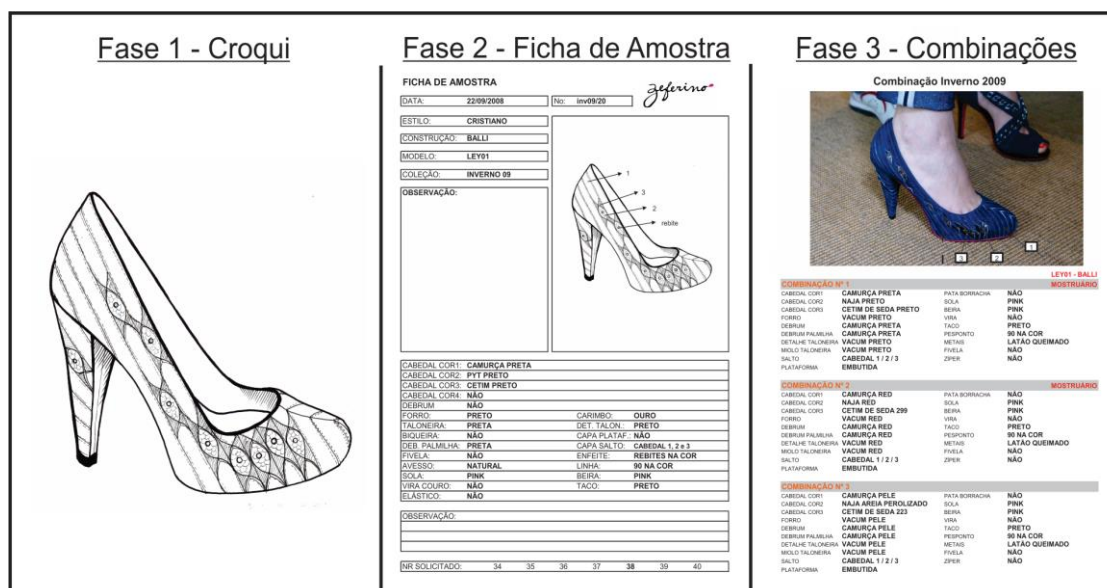 Fase 1 - Croqui
Fase 2 - Ficha de Amostra
FICHA DE AMOSTRA
zeferino
DATA: 22/09/2008 No: inv09/20
ESTILO: CRISTIANO
CONSTRUÇÃO: BALLI
MODELO: LEY01
COLEÇÃO: INVERNO 09
OBSERVAÇÃO:
1
3
2
rebite
CABEDAL COR1: CAMURÇA PRETA
CABEDAL COR2: PYT PRETO
CABEDAL COR3: CETIM PRETO
CABEDAL COR4: NÃO
DEBRUM NÃO
FORRO: PRETO CARIMBO: OURO
TALONEIRA: PRETA DET. TALON.: PRETO
BIQUEIRA: NÃO CAPA PLATAF.: NÃO
DEB. PALMILHA: PRETA CAPA SALTO: CABEDAL 1, 2 e 3
FIVELA: NÃO ENFEITE: REBITES NA COR
AVESSO: NATURAL LINHA: 90 NA COR
SOLA: PINK BEIRA: PINK
VIRA COURO: NÃO TACO: PRETO
ELÁSTICO: NÃO
OBSERVAÇÃO:
NR SOLICITADO: 34 35 36 37 38 39 40
Fase 3 - Combinações
Combinação Inverno 2009
1
3 2
LEY01 - BALLI
COMBINAÇÃO Nº 1 MOSTRUÁRIO
CABEDAL COR1 CAMURÇA PRETA PATA BORRACHA NÃO
CABEDAL COR2 NAJA PRETO SOLA PINK
CABEDAL COR3 CETIM DE SEDA PRETO BEIRA PINK
FORRO VACUM PRETO VIRA NÃO
DEBRUM CAMURÇA PRETA TACO PRETO
DEBRUM PALMILHA CAMURÇA PRETA PESPONTO 90 NA COR
DETALHE TALONEIRA VACUM PRETO METAIS LATÃO QUEIMADO
MIOLO TALONEIRA VACUM PRETO FIVELA NÃO
SALTO CABEDAL 1 / 2 / 3 ZÍPER NÃO
PLATAFORMA EMBUTIDA
COMBINAÇÃO Nº 2 MOSTRUÁRIO
CABEDAL COR1 CAMURÇA RED PATA BORRACHA NÃO
CABEDAL COR2 NAJA RED SOLA PINK
CABEDAL COR3 CETIM DE SEDA 299 BEIRA PINK
FORRO VACUM RED VIRA NÃO
DEBRUM CAMURÇA RED TACO PRETO
DEBRUM PALMILHA CAMURÇA RED PESPONTO 90 NA COR
DETALHE TALONEIRA VACUM RED METAIS LATÃO QUEIMADO
MIOLO TALONEIRA VACUM RED FIVELA NÃO
SALTO CABEDAL 1 / 2 / 3 ZÍPER NÃO
PLATAFORMA EMBUTIDA
COMBINAÇÃO Nº 3
CABEDAL COR1 CAMURÇA PELE PATA BORRACHA NÃO
CABEDAL COR2 NAJA AREIA PEROLIZADO SOLA PINK
CABEDAL COR3 CETIM DE SEDA 223 BEIRA PINK
FORRO VACUM PELE VIRA NÃO
DEBRUM CAMURÇA PELE TACO PRETO
DEBRUM PALMILHA CAMURÇA PELE PESPONTO 90 NA COR
DETALHE TALONEIRA VACUM PELE METAIS LATÃO QUEIMADO
MIOLO TALONEIRA VACUM PELE FIVELA NÃO
SALTO CABEDAL 1 / 2 / 3 ZÍPER NÃO
PLATAFORMA EMBUTIDA